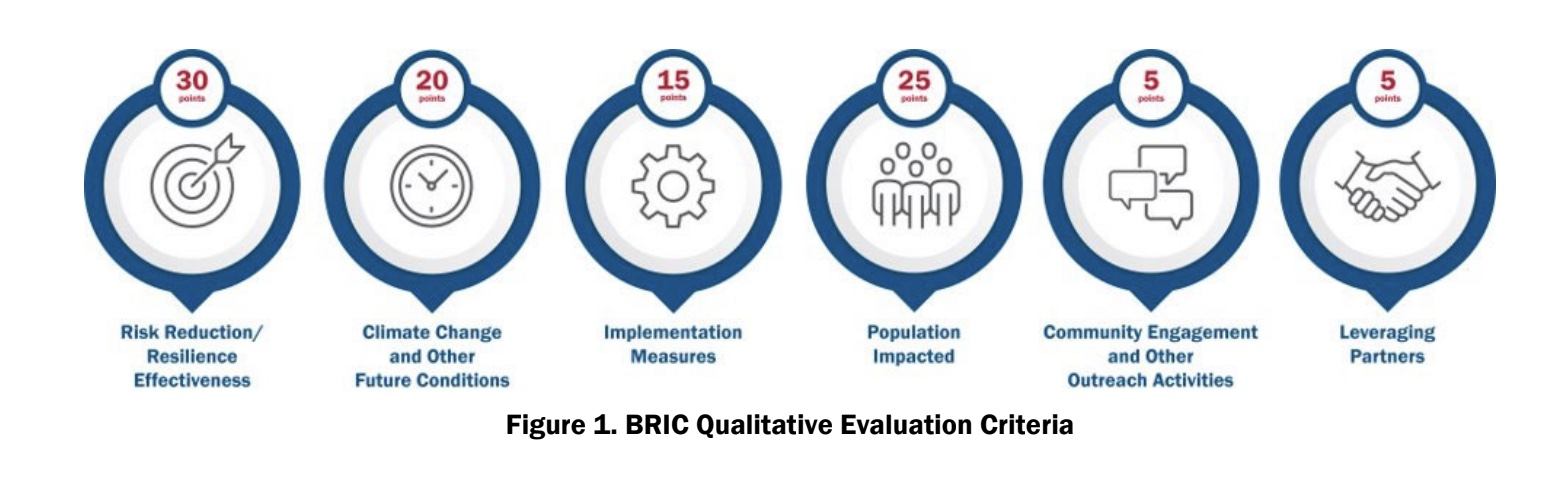 30
points
20
points
15
points
25
points
5
points
5
points
Risk Reduction/
Resilience
Effectiveness
Climate Change
and Other
Future Conditions
Implementation
Measures
Population
Impacted
Community Engagement
and Other
Outreach Activities
Leveraging
Partners
Figure 1. BRIC Qualitative Evaluation Criteria